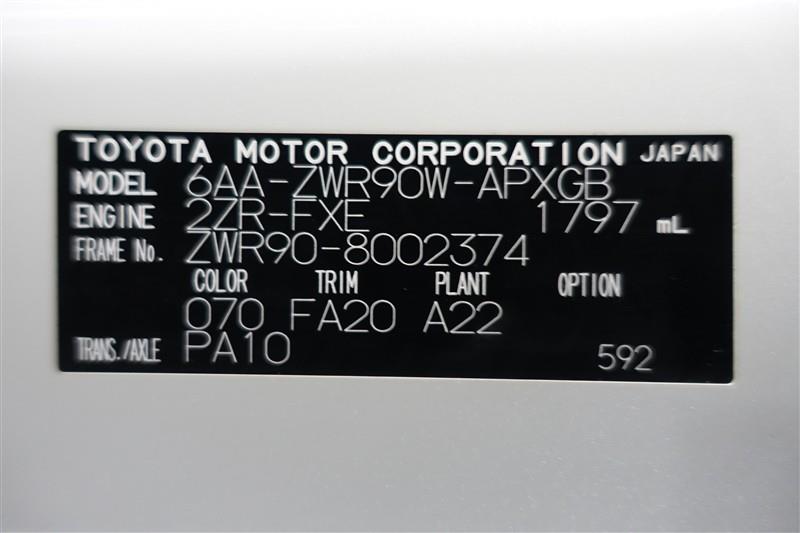 TOYOTA MOTOR CORPORATION JAPAN
MODEL 6AA-ZWR90W-APXGB
ENGINE 2ZR-FXE 1797 mL
FRAME No. ZWR90-8002374
COLOR TRIM PLANT OPTION
070 FA20 A22
TRANS./AXLE PA10 592